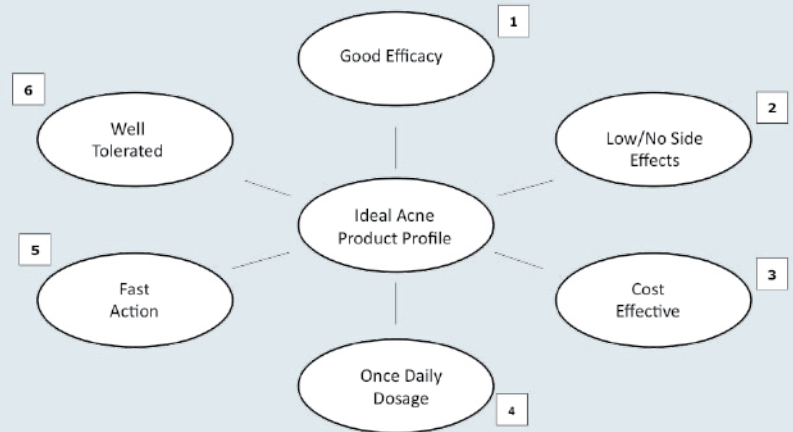 1
Good Efficacy
6
Well
Tolerated
2
Low/No Side
Effects
Ideal Acne
Product Profile
5
Fast
Action
3
Cost
Effective
Once Daily
Dosage
4